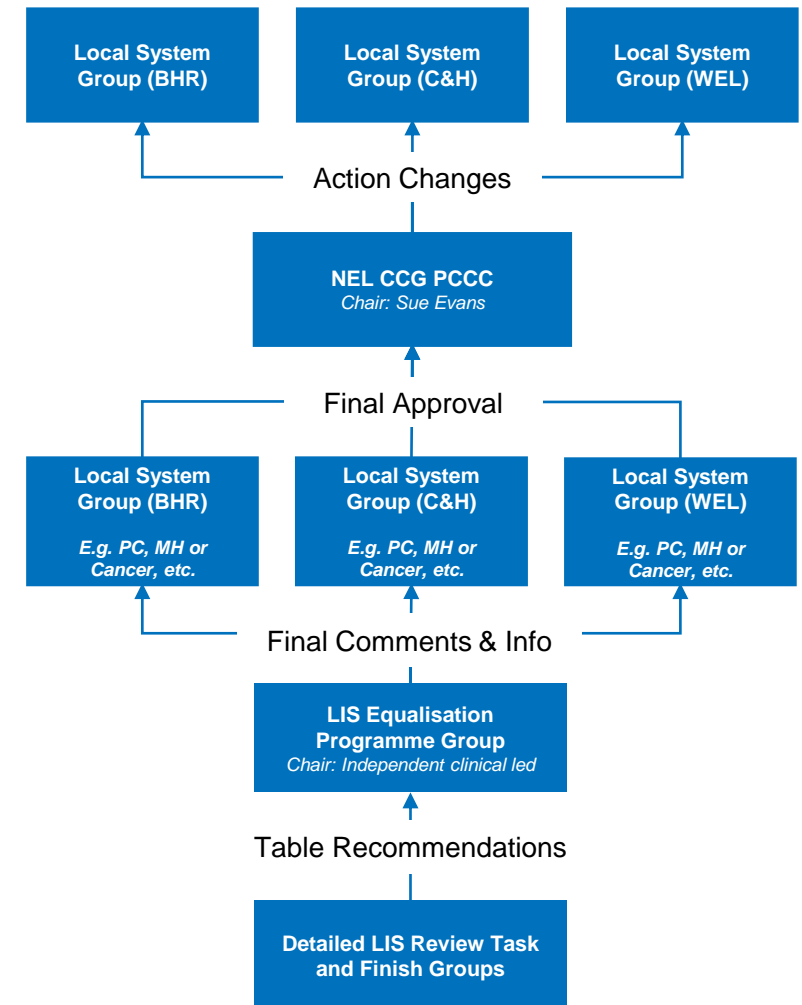 Local System
Group (BHR)
Local System
Group (C&H)
Local System
Group (WEL)
Action Changes
NEL CCG PCCC
Chair: Sue Evans
Final Approval
Local System
Group (BHR)
E.g. PC, MH or
Cancer, etc.
Local System
Group (C&H)
E.g. PC, MH or
Cancer, etc.
Local System
Group (WEL)
E.g. PC, MH or
Cancer, etc.
Final Comments & Info
LIS Equalisation
Programme Group
Chair: Independent clinical led
Table Recommendations
Detailed LIS Review Task
and Finish Groups